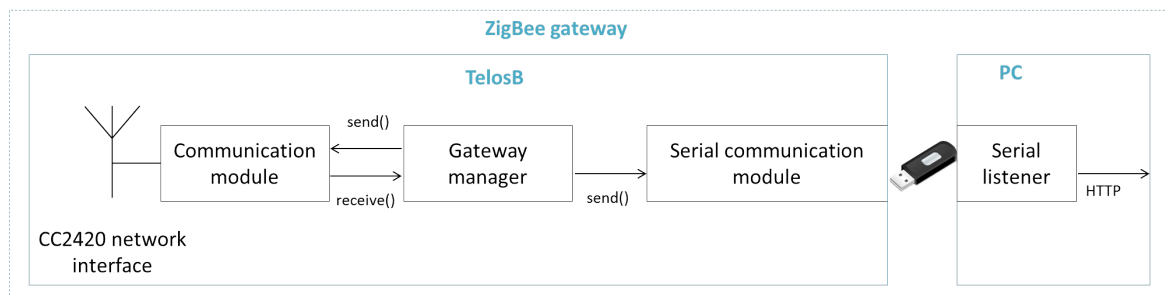 ZigBee gateway
TelosB
PC
send()
Communication
module
Gateway
manager
Serial communication
module
Serial
listener
receive()
send()
HTTP
CC2420 network
interface